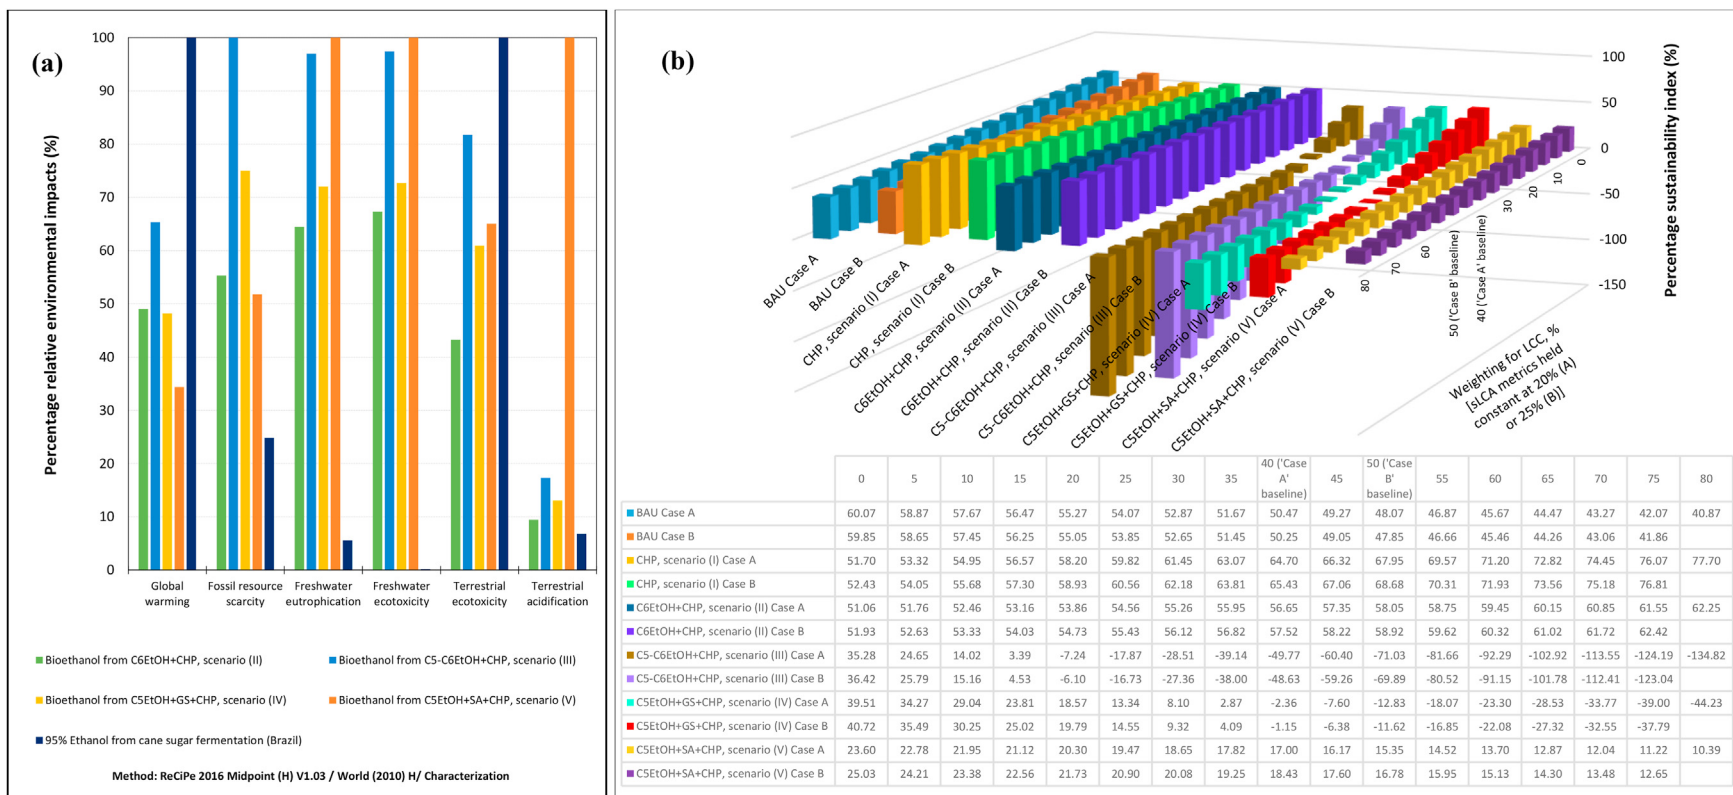 (a)
Percentage relative environmental impacts (%)
100
90
80
70
60
50
40
30
20
10
0
Global warming
Fossil resource scarcity
Freshwater eutrophication
Freshwater ecotoxicity
Terrestrial ecotoxicity
Terrestrial acidification
Bioethanol from C6EtOH+CHP, scenario (II)
Bioethanol from C5-C6EtOH+CHP, scenario (III)
Bioethanol from C5EtOH+GS+CHP, scenario (IV)
Bioethanol from C5EtOH+SA+CHP, scenario (V)
95% Ethanol from cane sugar fermentation (Brazil)
Method: ReCiPe 2016 Midpoint (H) V1.03 / World (2010) H/ Characterization
(b)
Percentage sustainability index (%)
100
50
0
-50
-100
-150
0
10
20
30
40 ('Case A' baseline)
50 ('Case B' baseline)
60
70
80
Weighting for LCC, %
[sLCA metrics held
constant at 20% (A)
or 25% (B)]
BAU Case A
BAU Case B
CHP, scenario (I) Case A
CHP, scenario (I) Case B
C6EtOH+CHP, scenario (II) Case A
C6EtOH+CHP, scenario (II) Case B
C5-C6EtOH+CHP, scenario (III) Case A
C5-C6EtOH+CHP, scenario (III) Case B
C5EtOH+GS+CHP, scenario (IV) Case A
C5EtOH+GS+CHP, scenario (IV) Case B
C5EtOH+SA+CHP, scenario (V) Case A
C5EtOH+SA+CHP, scenario (V) Case B
0 5 10 15 20 25 30 35 40 ('Case A' baseline) 45 50 ('Case B' baseline) 55 60 65 70 75 80
BAU Case A 60.07 58.87 57.67 56.47 55.27 54.07 52.87 51.67 50.47 49.27 48.07 46.87 45.67 44.47 43.27 42.07 40.87
BAU Case B 59.85 58.65 57.45 56.25 55.05 53.85 52.65 51.45 50.25 49.05 47.85 46.66 45.46 44.26 43.06 41.86
CHP, scenario (I) Case A 51.70 53.32 54.95 56.57 58.20 59.82 61.45 63.07 64.70 66.32 67.95 69.57 71.20 72.82 74.45 76.07 77.70
CHP, scenario (I) Case B 52.43 54.05 55.68 57.30 58.93 60.56 62.18 63.81 65.43 67.06 68.68 70.31 71.93 73.56 75.18 76.81
C6EtOH+CHP, scenario (II) Case A 51.06 51.76 52.46 53.16 53.86 54.56 55.26 55.95 56.65 57.35 58.05 58.75 59.45 60.15 60.85 61.55 62.25
C6EtOH+CHP, scenario (II) Case B 51.93 52.63 53.33 54.03 54.73 55.43 56.12 56.82 57.52 58.22 58.92 59.62 60.32 61.02 61.72 62.42
C5-C6EtOH+CHP, scenario (III) Case A 35.28 24.65 14.02 3.39 -7.24 -17.87 -28.51 -39.14 -49.77 -60.40 -71.03 -81.66 -92.29 -102.92 -113.55 -124.19 -134.82
C5-C6EtOH+CHP, scenario (III) Case B 36.42 25.79 15.16 4.53 -6.10 -16.73 -27.36 -38.00 -48.63 -59.26 -69.89 -80.52 -91.15 -101.78 -112.41 -123.04
C5EtOH+GS+CHP, scenario (IV) Case A 39.51 34.27 29.04 23.81 18.57 13.34 8.10 2.87 -2.36 -7.60 -12.83 -18.07 -23.30 -28.53 -33.77 -39.00 -44.23
C5EtOH+GS+CHP, scenario (IV) Case B 40.72 35.49 30.25 25.02 19.79 14.55 9.32 4.09 -1.15 -6.38 -11.62 -16.85 -22.08 -27.32 -32.55 -37.79
C5EtOH+SA+CHP, scenario (V) Case A 23.60 22.78 21.95 21.12 20.30 19.47 18.65 17.82 17.00 16.17 15.35 14.52 13.70 12.87 12.04 11.22 10.39
C5EtOH+SA+CHP, scenario (V) Case B 25.03 24.21 23.38 22.56 21.73 20.90 20.08 19.25 18.43 17.60 16.78 15.95 15.13 14.30 13.48 12.65